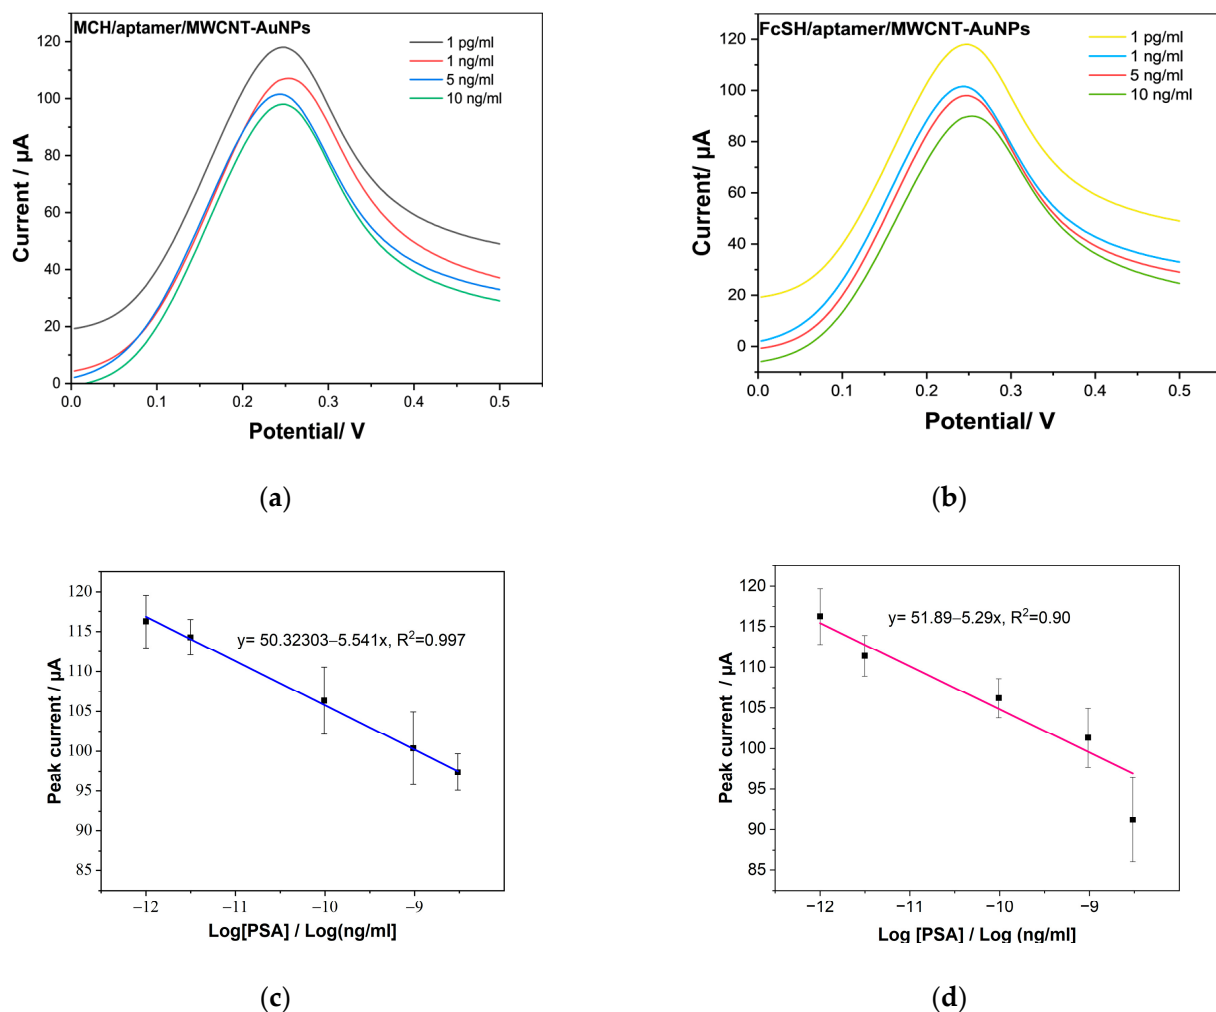 MCH/aptamer/MWCNT-AuNPs
1 pg/ml
1 ng/ml
5 ng/ml
10 ng/ml
120
100
80
60
40
20
0
0.0 0.1 0.2 0.3 0.4 0.5
Current / µA
Potential/ V
(a)
FcSH/aptamer/MWCNT-AuNPs
1 pg/ml
1 ng/ml
5 ng/ml
10 ng/ml
120
100
80
60
40
20
0
0.0 0.1 0.2 0.3 0.4 0.5
Current/ µA
Potential/ V
(b)
y= 50.32303−5.541x, R²=0.997
120
115
110
105
100
95
90
85
−12 −11 −10 −9
Peak current / µA
Log[PSA] / Log(ng/ml]
(c)
y= 51.89−5.29x, R²=0.90
120
115
110
105
100
95
90
85
−12 −11 −10 −9
Peak current / µA
Log [PSA] / Log (ng/ml]
(d)